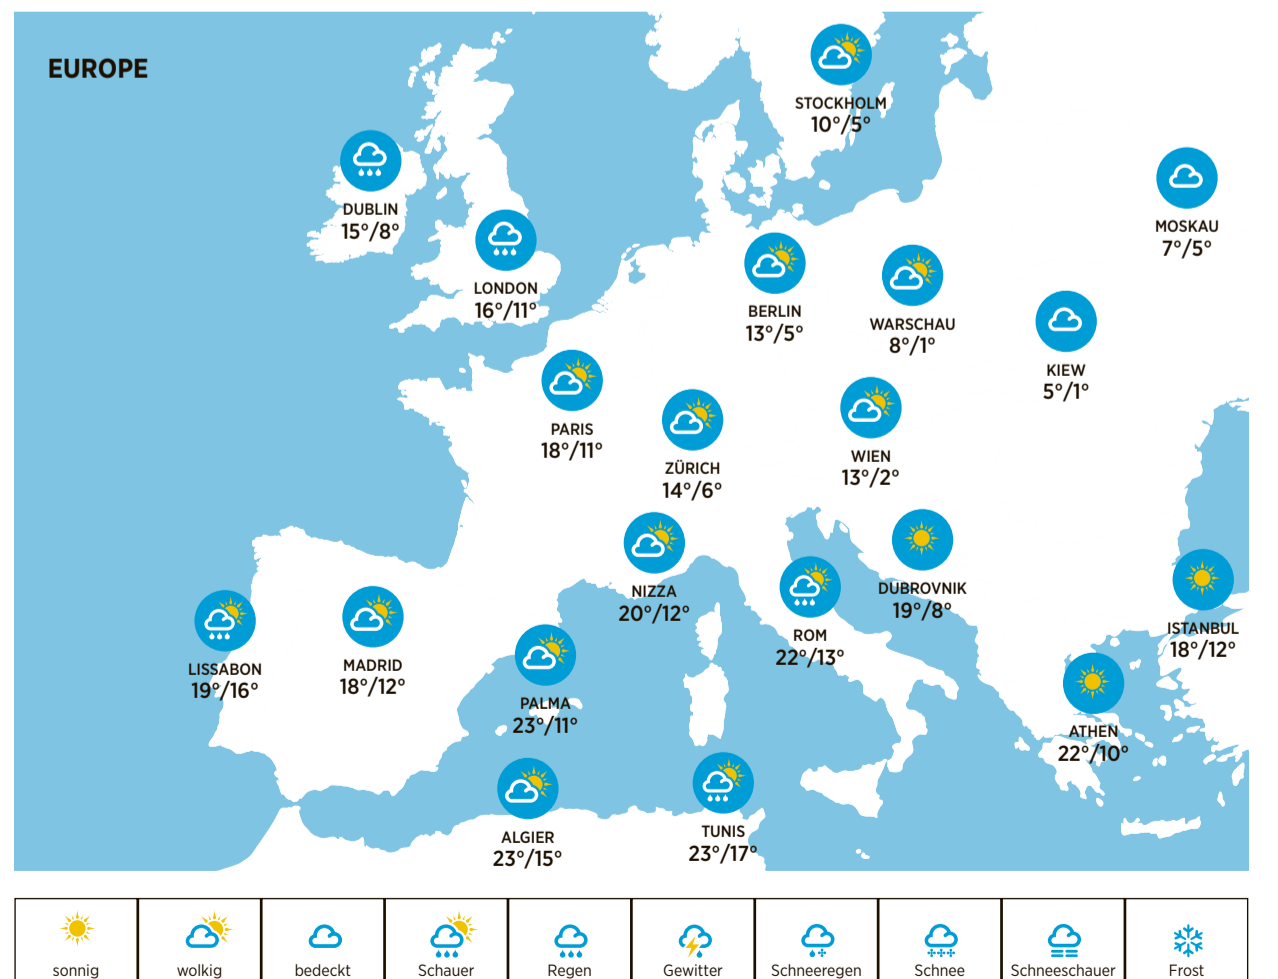 EUROPE
STOCKHOLM
10°/5°
DUBLIN
15°/8°
MOSKAU
7°/5°
LONDON
16°/11°
BERLIN
13°/5°
WARSCHAU
8°/1°
KIEW
5°/1°
PARIS
18°/11°
ZÜRICH
14°/6°
WIEN
13°/2°
NIZZA
20°/12°
DUBROVNIK
19°/8°
ISTANBUL
18°/12°
ROM
22°/13°
LISSABON
19°/16°
MADRID
18°/12°
PALMA
23°/11°
ATHEN
22°/10°
ALGIER
23°/15°
TUNIS
23°/17°
sonnig
wolkig
bedeckt
Schauer
Regen
Gewitter
Schneeregen
Schnee
Schneeschauer
Frost